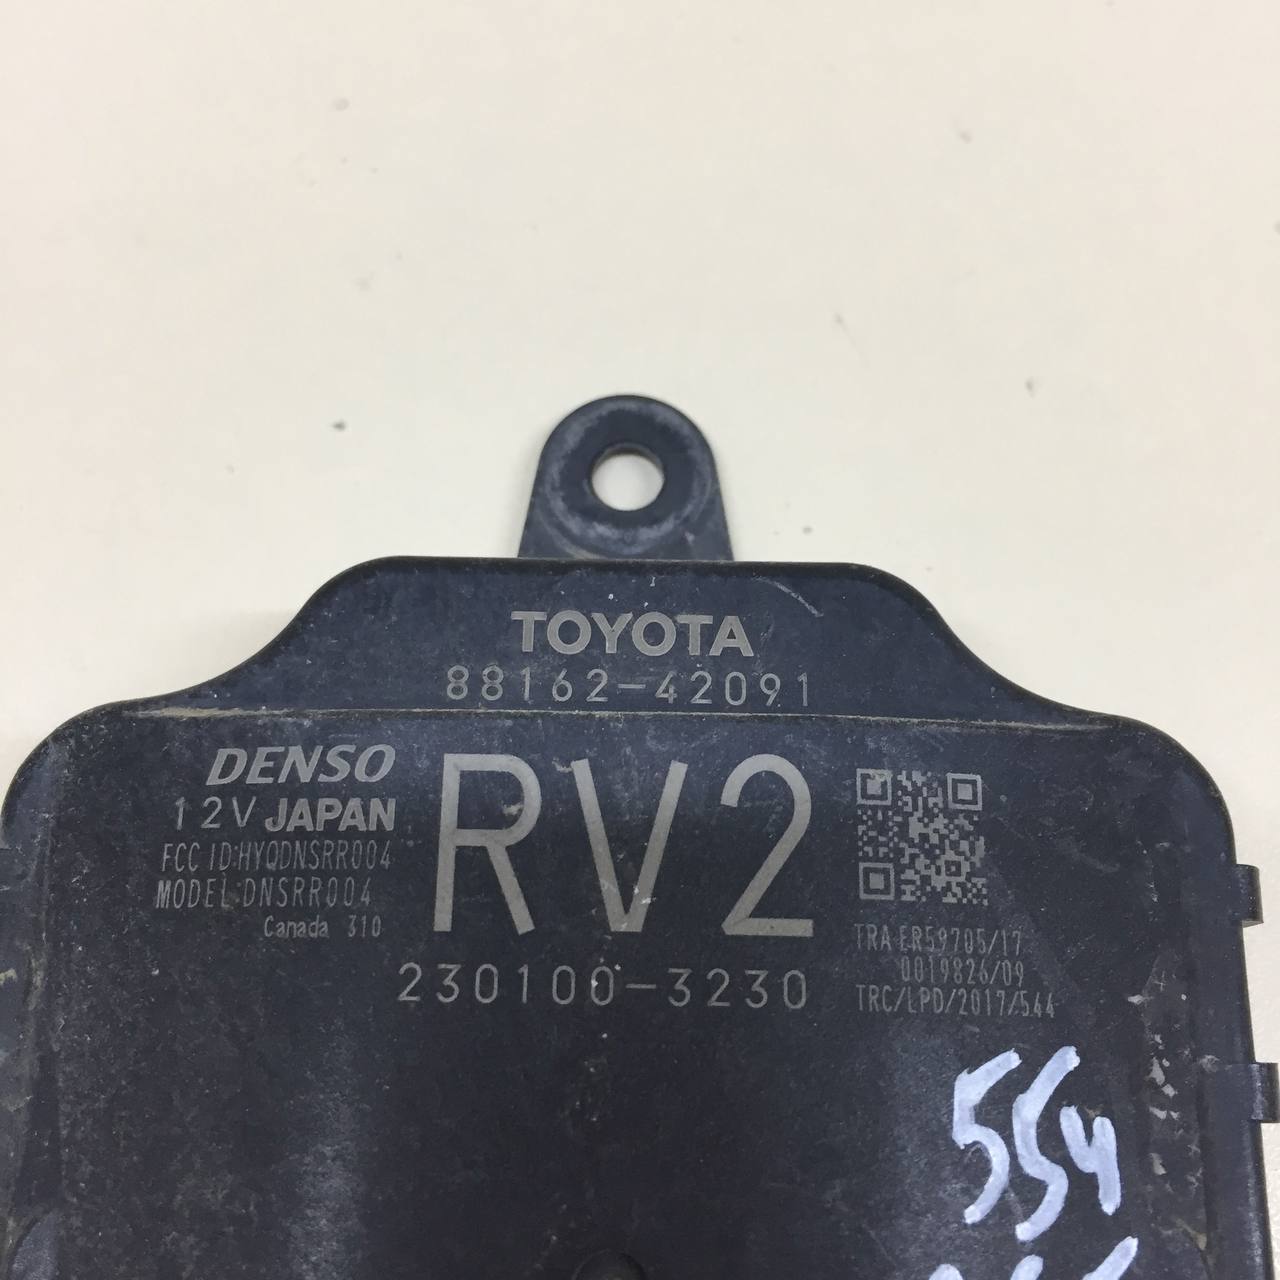 TOYOTA
88162-42091
DENSO
12V JAPAN
FCC ID:HYQDNSRR004
MODEL:DNSRR004
Canada 310
RV2
230100-3230
TRA ER59705/17
0019826/09
TRC/LPD/2017/544
554